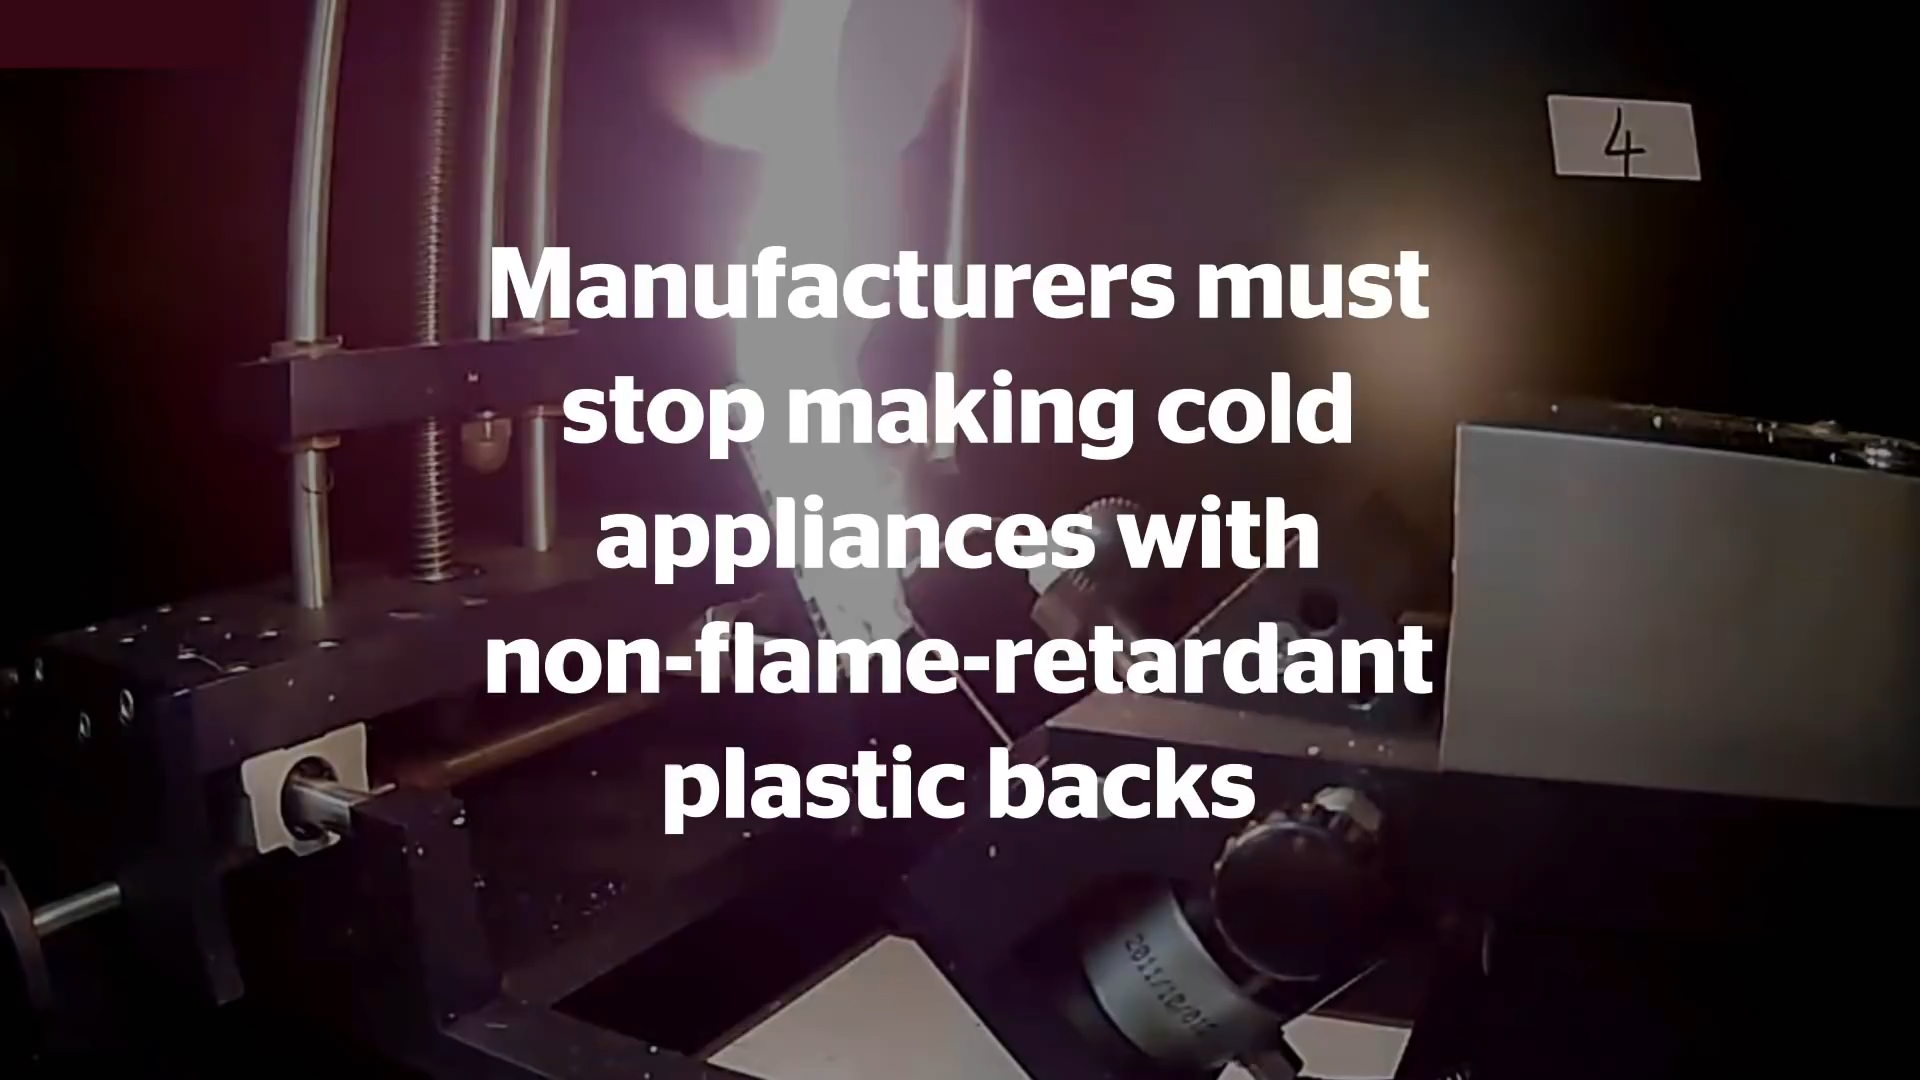 4
Manufacturers must
stop making cold
appliances with
non-flame-retardant
plastic backs